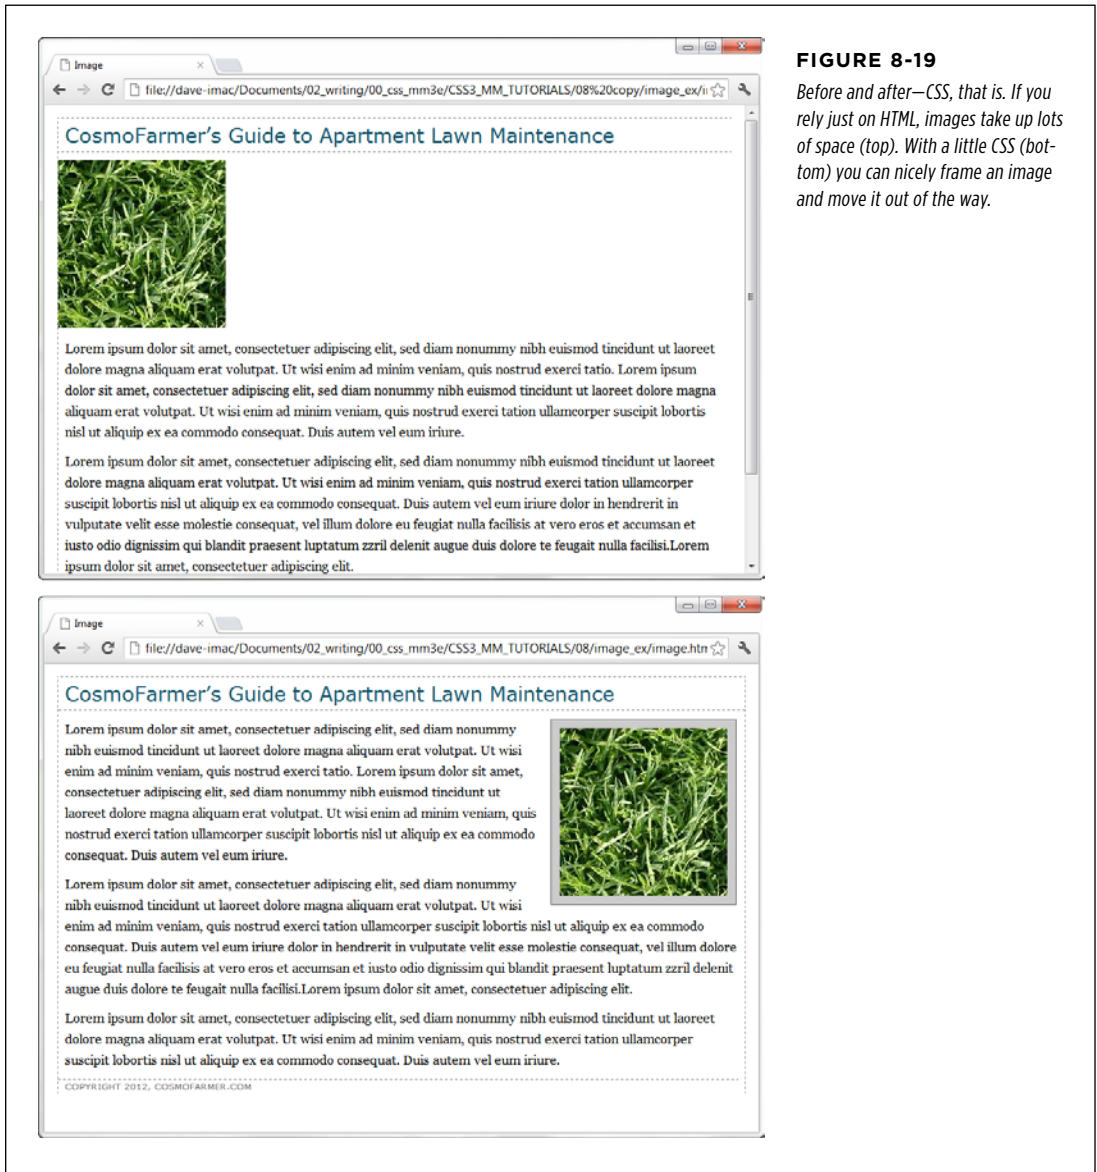 Image
file://dave-imac/Documents/02_writing/00_css_mm3e/CSS3_MM_TUTORIALS/08%20copy/image_ex/i
CosmoFarmer’s Guide to Apartment Lawn Maintenance
Lorem ipsum dolor sit amet, consectetuer adipiscing elit, sed diam nonummy nibh euismod tincidunt ut laoreet
dolore magna aliquam erat volutpat. Ut wisi enim ad minim veniam, quis nostrud exerci tatio. Lorem ipsum
dolor sit amet, consectetuer adipiscing elit, sed diam nonummy nibh euismod tincidunt ut laoreet dolore magna
aliquam erat volutpat. Ut wisi enim ad minim veniam, quis nostrud exerci tation ullamcorper suscipit lobortis
nisl ut aliquip ex ea commodo consequat. Duis autem vel eum iriure.
Lorem ipsum dolor sit amet, consectetuer adipiscing elit, sed diam nonummy nibh euismod tincidunt ut laoreet
dolore magna aliquam erat volutpat. Ut wisi enim ad minim veniam, quis nostrud exerci tation ullamcorper
suscipit lobortis nisl ut aliquip ex ea commodo consequat. Duis autem vel eum iriure dolor in hendrerit in
vulputate velit esse molestie consequat, vel illum dolore eu feugiat nulla facilisis at vero eros et accumsan et
iusto odio dignissim qui blandit praesent luptatum zzril delenit augue duis dolore te feugait nulla facilisi.Lorem
ipsum dolor sit amet, consectetuer adipiscing elit.
Image
file://dave-imac/Documents/02_writing/00_css_mm3e/CSS3_MM_TUTORIALS/08/image_ex/image.htm
CosmoFarmer’s Guide to Apartment Lawn Maintenance
Lorem ipsum dolor sit amet, consectetuer adipiscing elit, sed diam nonummy
nibh euismod tincidunt ut laoreet dolore magna aliquam erat volutpat. Ut wisi
enim ad minim veniam, quis nostrud exerci tatio. Lorem ipsum dolor sit amet,
consectetuer adipiscing elit, sed diam nonummy nibh euismod tincidunt ut
laoreet dolore magna aliquam erat volutpat. Ut wisi enim ad minim veniam, quis
nostrud exerci tation ullamcorper suscipit lobortis nisl ut aliquip ex ea commodo
consequat. Duis autem vel eum iriure.
Lorem ipsum dolor sit amet, consectetuer adipiscing elit, sed diam nonummy
nibh euismod tincidunt ut laoreet dolore magna aliquam erat volutpat. Ut wisi
enim ad minim veniam, quis nostrud exerci tation ullamcorper suscipit lobortis nisl ut aliquip ex ea commodo
consequat. Duis autem vel eum iriure dolor in hendrerit in vulputate velit esse molestie consequat, vel illum dolore
eu feugiat nulla facilisis at vero eros et accumsan et iusto odio dignissim qui blandit praesent luptatum zzril delenit
augue duis dolore te feugait nulla facilisi.Lorem ipsum dolor sit amet, consectetuer adipiscing elit.
Lorem ipsum dolor sit amet, consectetuer adipiscing elit, sed diam nonummy nibh euismod tincidunt ut laoreet
dolore magna aliquam erat volutpat. Ut wisi enim ad minim veniam, quis nostrud exerci tation ullamcorper
suscipit lobortis nisl ut aliquip ex ea commodo consequat. Duis autem vel eum iriure.
COPYRIGHT 2012, COSMOFARMER.COM
FIGURE 8-19
Before and after—CSS, that is. If you
rely just on HTML, images take up lots
of space (top). With a little CSS (bot-
tom) you can nicely frame an image
and move it out of the way.